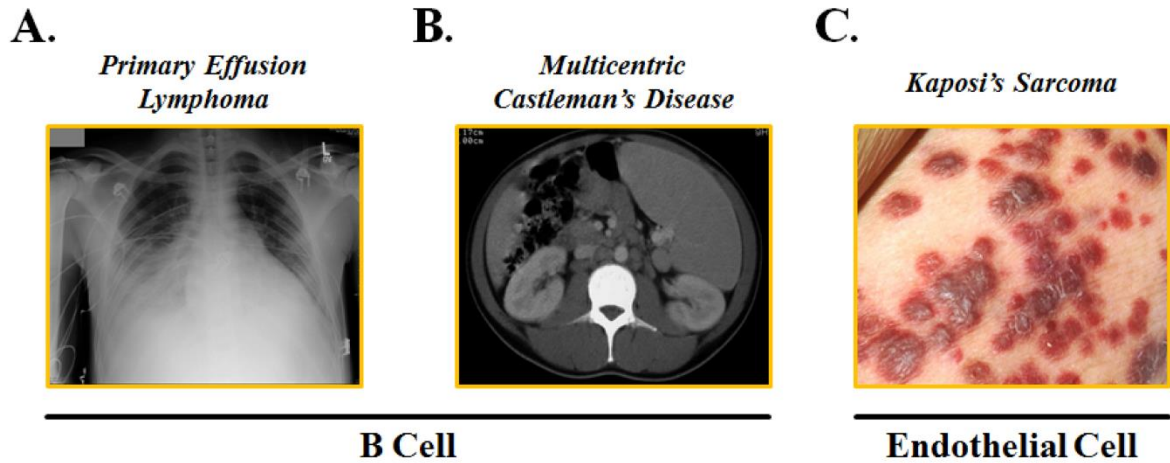 A.
Primary Effusion
Lymphoma
B.
Multicentric
Castleman's Disease
C.
Kaposi's Sarcoma
L
B Cell
Endothelial Cell